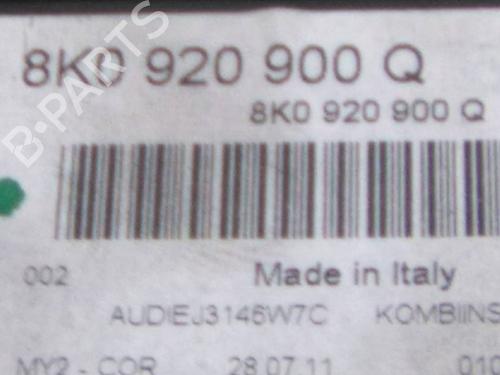 8K0 920 900 Q
8K0 920 900 Q
B-PARTS
002 Made in Italy
AUDIEJ3146W7C KOMBIINS
MY2 - COR 28.07.11 010